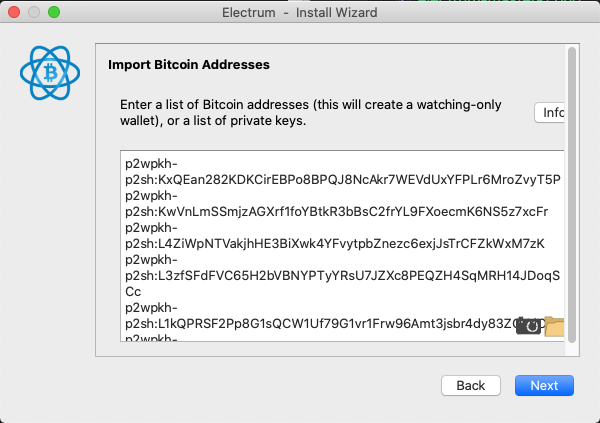 Electrum - Install Wizard
Import Bitcoin Addresses
Enter a list of Bitcoin addresses (this will create a watching-only
wallet), or a list of private keys.
Info
p2wpkh-
p2sh:KxQEan282KDKCirEBPo8BPQJ8NcAkr7WEVdUxYFPLr6MroZvyT5P
p2wpkh-
p2sh:KwVnLmSSmjzAGXrf1foYBtkR3bBsC2frYL9FXoecmK6NS5z7xcFr
p2wpkh-
p2sh:L4ZiWpNTVakjhHE3BiXwk4YFvytpbZnezc6exjJsTrCFZkWxM7zK
p2wpkh-
p2sh:L3zfSFdFVC65H2bVBNYPTyYRsU7JZXc8PEQZH4SqMRH14JDoqS
Cc
p2wpkh-
p2sh:L1kQPRSF2Pp8G1sQCW1Uf79G1vr1Frw96Amt3jsbr4dy83Z
p2wpkh-
Back
Next